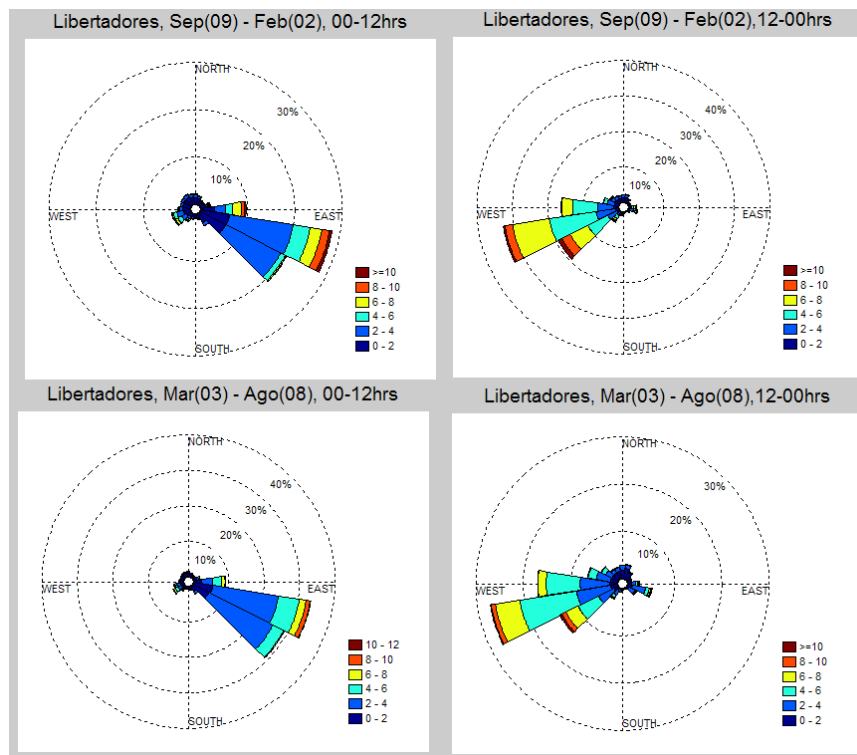 Libertadores, Sep(09) - Feb(02), 00-12hrs
NORTH
30%
20%
10%
WEST
EAST
SOUTH
>=10
8 - 10
6 - 8
4 - 6
2 - 4
0 - 2
Libertadores, Sep(09) - Feb(02),12-00hrs
NORTH
40%
30%
20%
10%
WEST
EAST
SOUTH
>=10
8 - 10
6 - 8
4 - 6
2 - 4
0 - 2
Libertadores, Mar(03) - Ago(08), 00-12hrs
NORTH
40%
30%
20%
10%
WEST
EAST
SOUTH
10 - 12
8 - 10
6 - 8
4 - 6
2 - 4
0 - 2
Libertadores, Mar(03) - Ago(08),12-00hrs
NORTH
30%
20%
10%
WEST
EAST
SOUTH
>=10
8 - 10
6 - 8
4 - 6
2 - 4
0 - 2